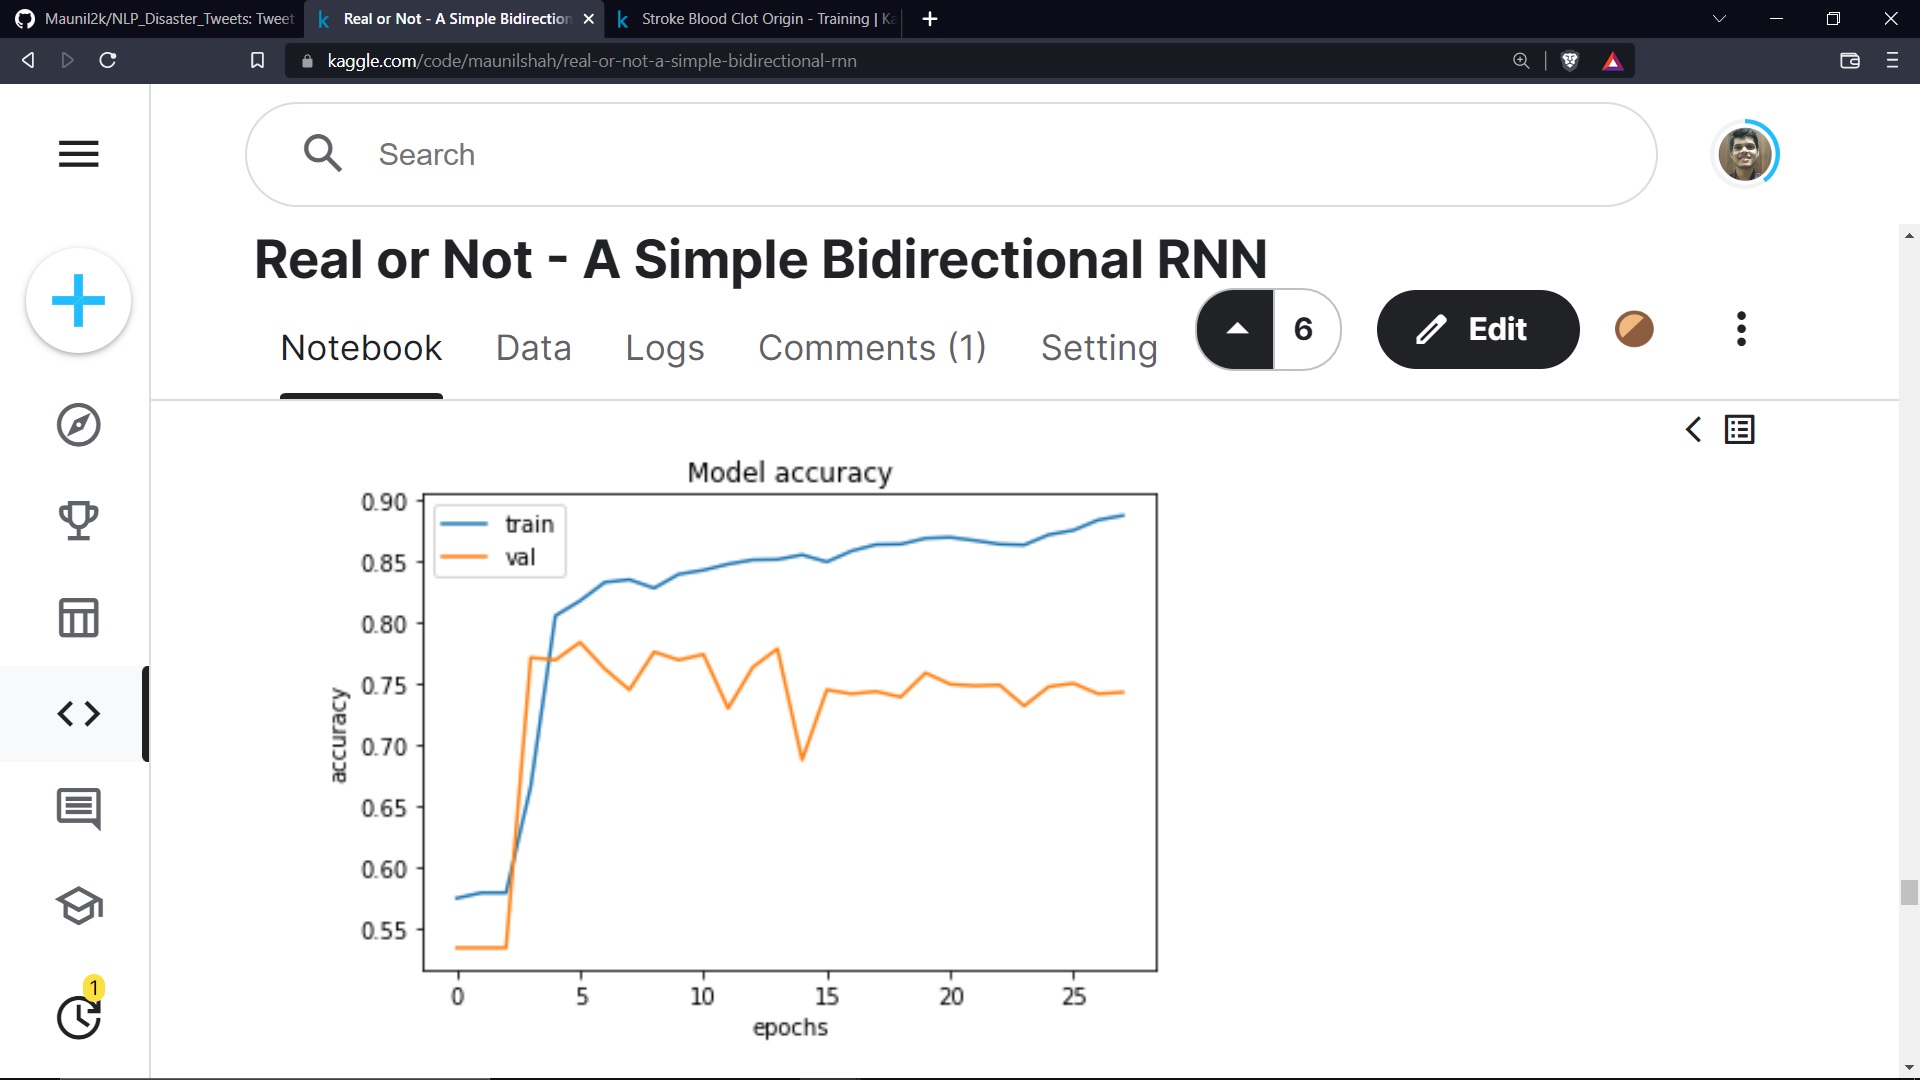 Maunil2k/NLP_Disaster_Tweets: Tweet
Real or Not - A Simple Bidirection
Stroke Blood Clot Origin - Training | Ka
kaggle.com/code/maunilshah/real-or-not-a-simple-bidirectional-rnn
Search
Real or Not - A Simple Bidirectional RNN
Notebook Data Logs Comments (1) Setting
6
Edit
Model accuracy
train
val
0.90
0.85
0.80
0.75
0.70
0.65
0.60
0.55
accuracy
0 5 10 15 20 25
epochs
1